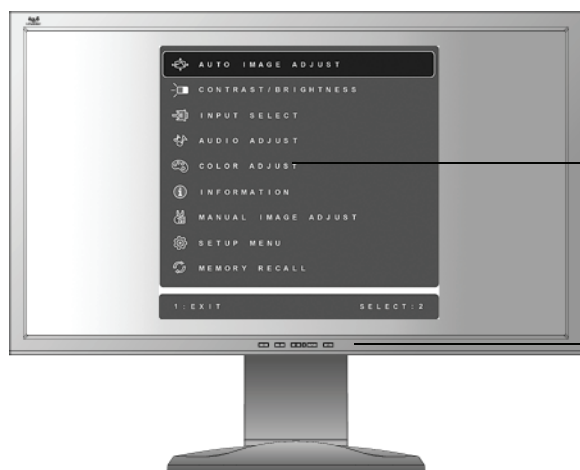 AUTO IMAGE ADJUST
CONTRAST/BRIGHTNESS
INPUT SELECT
AUDIO ADJUST
COLOR ADJUST
INFORMATION
MANUAL IMAGE ADJUST
SETUP MENU
MEMORY RECALL
1:EXIT SELECT:2